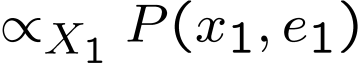 ∝_{X_1} P(x_1, e_1)